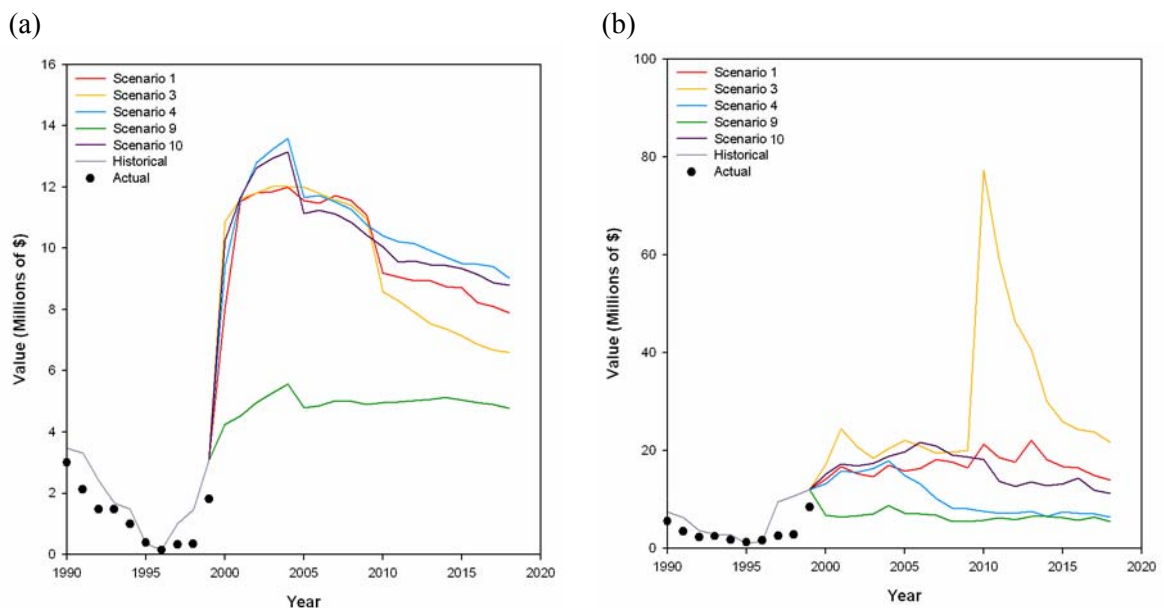 (a)
16
14
12
10
8
6
4
2
0
Value (Millions of $)
Scenario 1
Scenario 3
Scenario 4
Scenario 9
Scenario 10
Historical
Actual
1990 1995 2000 2005 2010 2015 2020
Year
(b)
100
80
60
40
20
0
Value (Millions of $)
Scenario 1
Scenario 3
Scenario 4
Scenario 9
Scenario 10
Historical
Actual
1990 1995 2000 2005 2010 2015 2020
Year